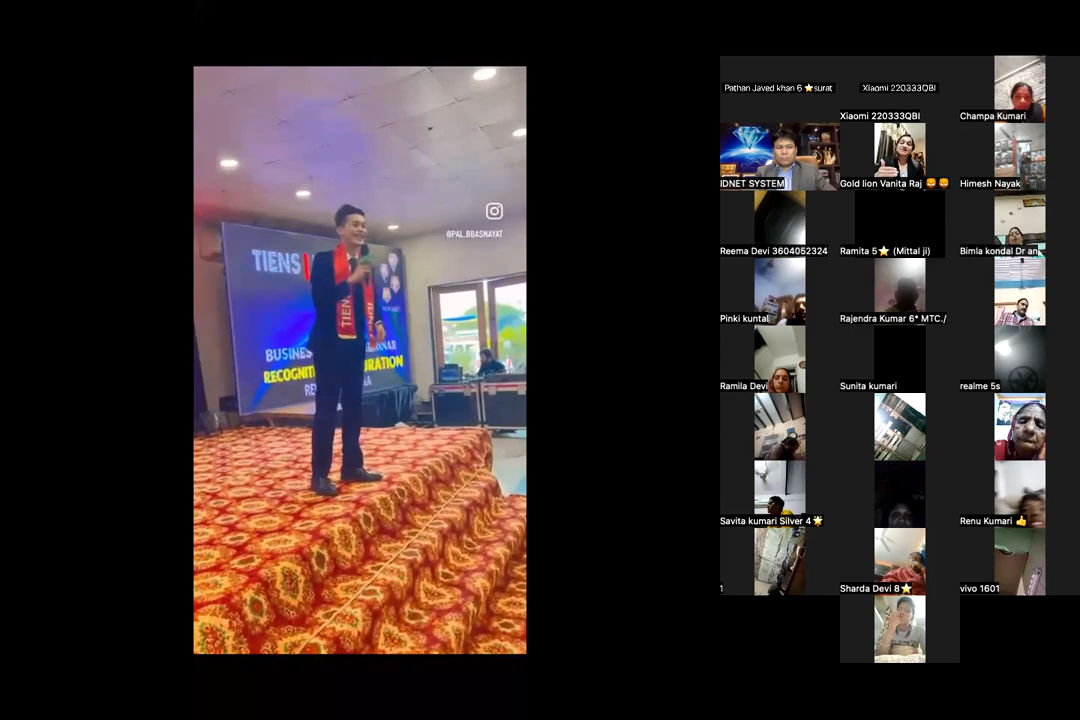 @PAL.BBASNAYAT
TIENS
BUSINES
RECOGNITI
BRATION
TIENS
Pathan Javed khan 6 ⭐surat
Xiaomi 220333QBI
Xiaomi 220333QBI
Champa Kumari
IDNET SYSTEM
Gold lion Vanita Raj 🦁🦁
Himesh Nayak
Reema Devi 3604052324
Ramita 5⭐ (Mittal ji)
Bimla kondal Dr an
Pinki kuntal
Rajendra Kumar 6* MTC./
Ramila Devi
Sunita kumari
realme 5s
Savita kumari Silver 4🌟
Renu Kumari 👍
1
Sharda Devi 8⭐
vivo 1601